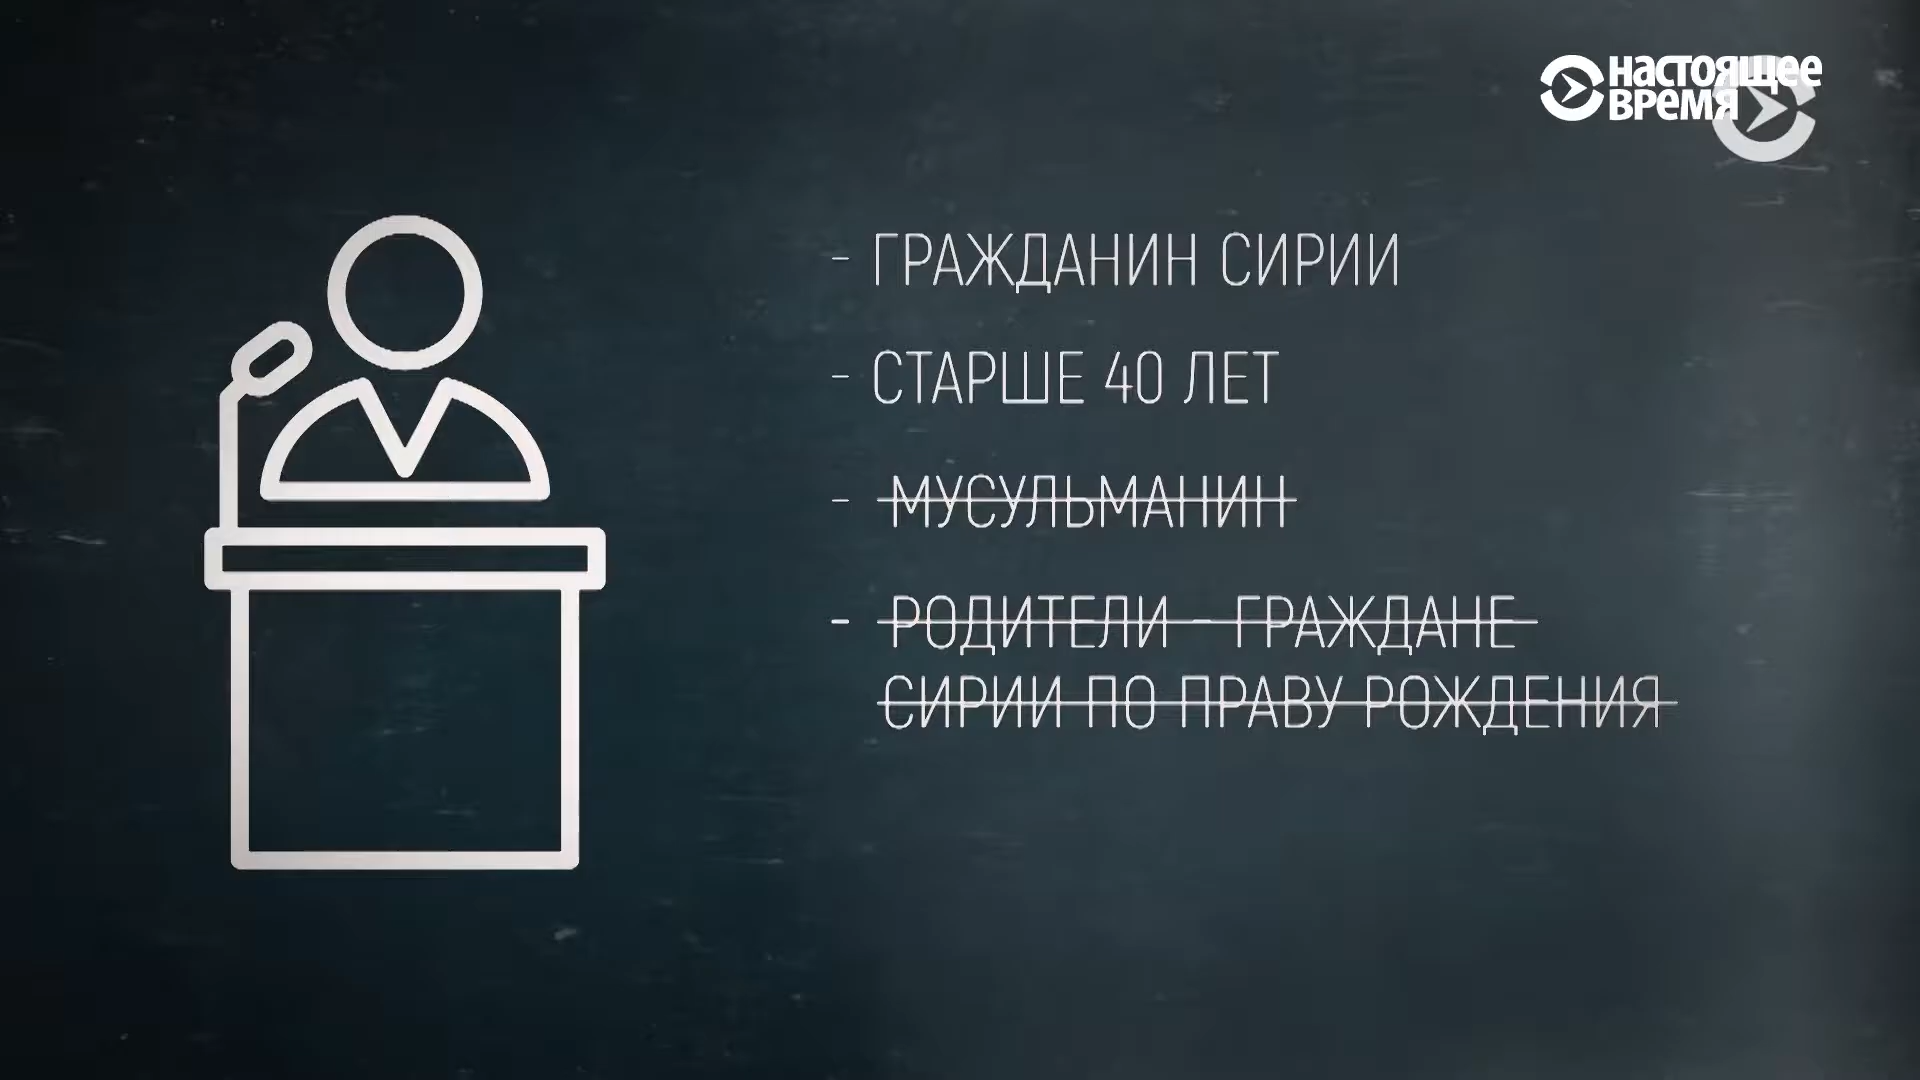 НАСТОЯЩЕЕ
ВРЕМЯ
- ГРАЖДАНИН СИРИИ
- СТАРШЕ 40 ЛЕТ
- МУСУЛЬМАНИН
- РОДИТЕЛИ - ГРАЖДАНЕ
СИРИИ ПО ПРАВУ РОЖДЕНИЯ